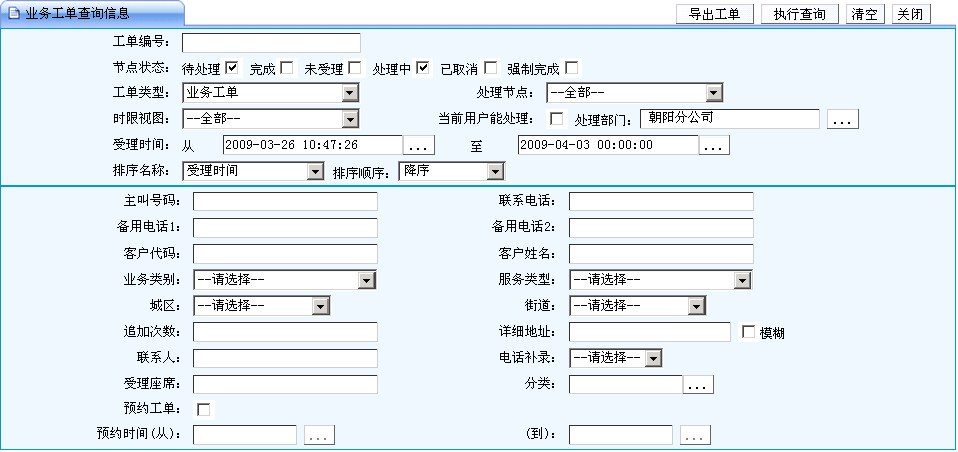 业务工单查询信息 导出工单 执行查询 清空 关闭
工单编号:
节点状态: 待处理 完成 未受理 处理中 已取消 强制完成
工单类型: 业务工单 处理节点: --全部--
时限视图: --全部-- 当前用户能处理: 处理部门: 朝阳分公司 ...
受理时间: 从 2009-03-26 10:47:26 ... 至 2009-04-03 00:00:00 ...
排序名称: 受理时间 排序顺序: 降序
主叫号码: 联系电话:
备用电话1: 备用电话2:
客户代码: 客户姓名:
业务类别: --请选择-- 服务类型: --请选择--
城区: --请选择-- 街道: --请选择--
追加次数: 详细地址: 模糊
联系人: 电话补录: --请选择--
受理座席: 分类: ...
预约工单:
预约时间(从): ... (到): ...